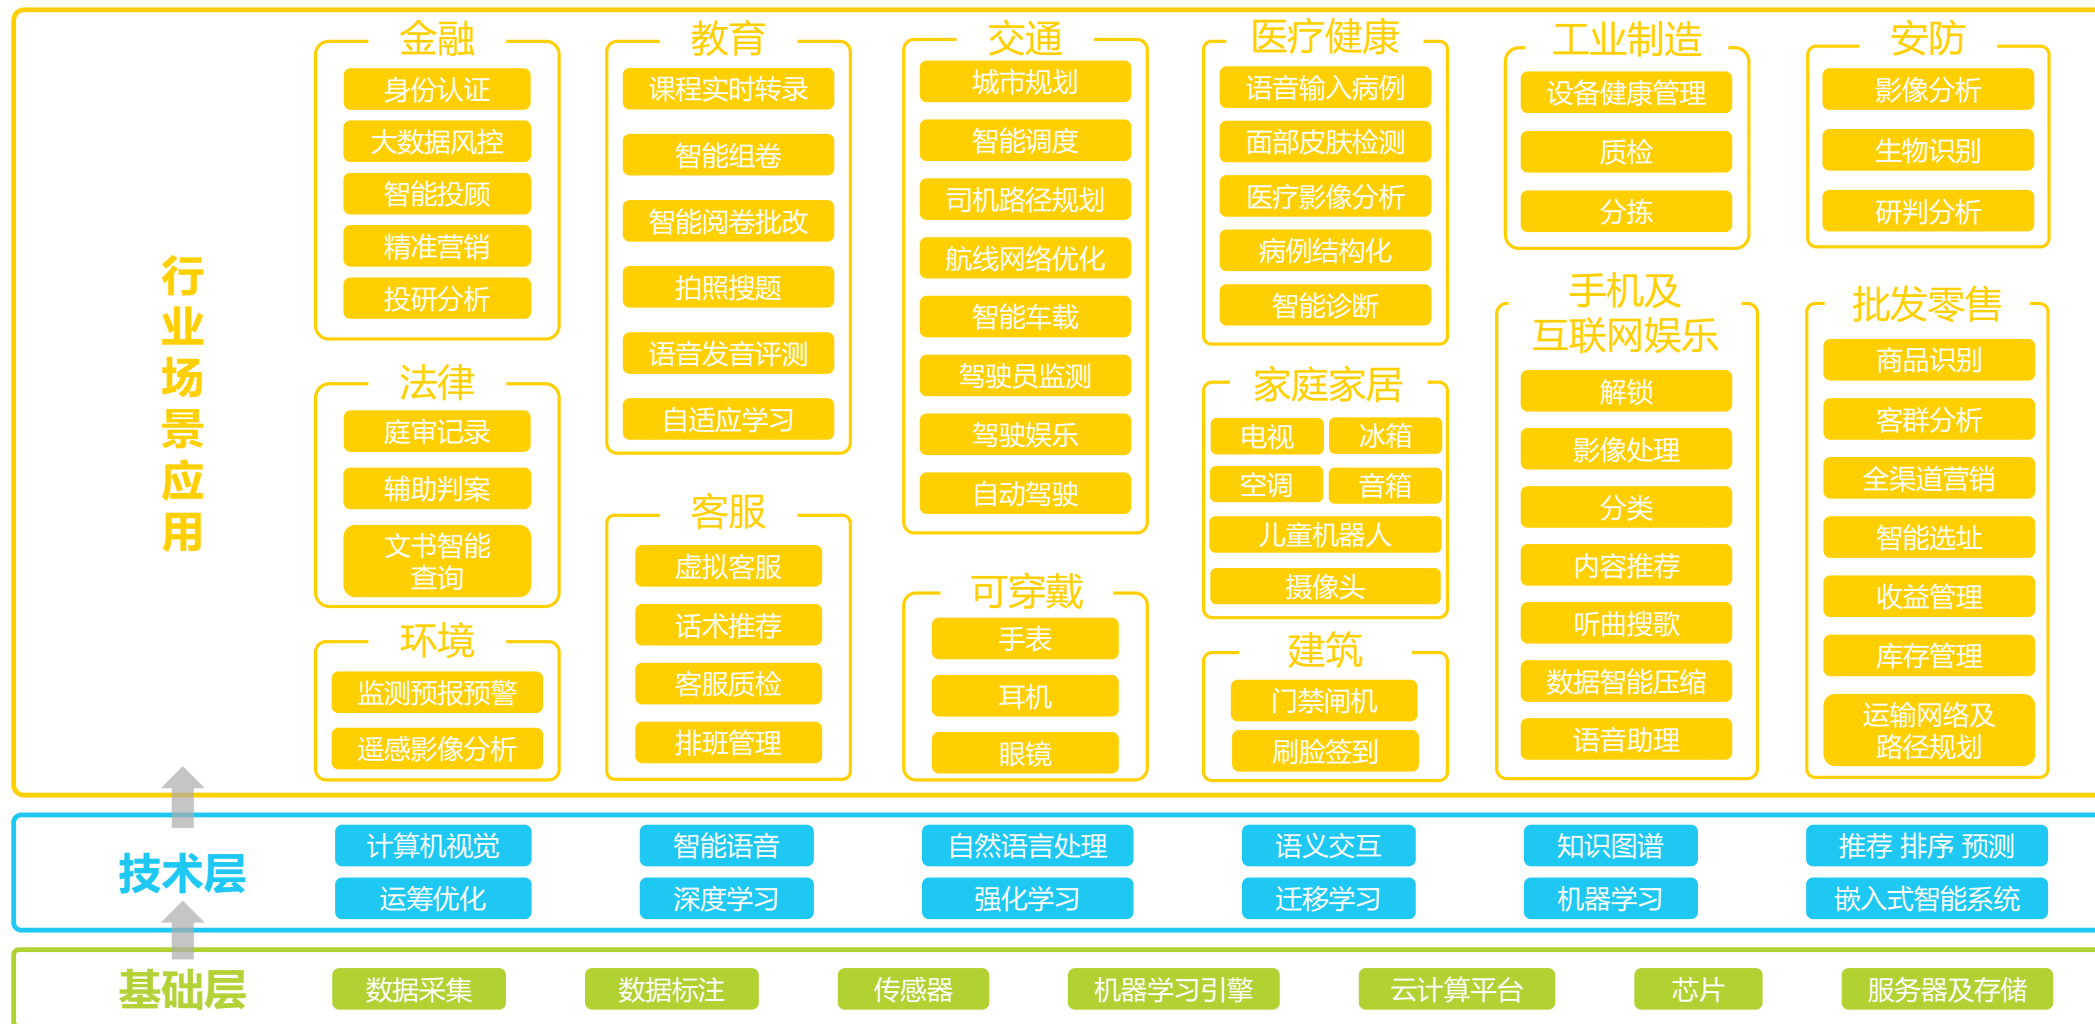 行业场景应用
金融
身份认证
大数据风控
智能投顾
精准营销
投研分析
法律
庭审记录
辅助判案
文书智能
查询
环境
监测预报预警
遥感影像分析
教育
课程实时转录
智能组卷
智能阅卷批改
拍照搜题
语音发音评测
自适应学习
客服
虚拟客服
话术推荐
客服质检
排班管理
交通
城市规划
智能调度
司机路径规划
航线网络优化
智能车载
驾驶员监测
驾驶娱乐
自动驾驶
可穿戴
手表
耳机
眼镜
医疗健康
语音输入病例
面部皮肤检测
医疗影像分析
病例结构化
智能诊断
家庭家居
电视
冰箱
空调
音箱
儿童机器人
摄像头
建筑
门禁闸机
刷脸签到
工业制造
设备健康管理
质检
分拣
手机及
互联网娱乐
解锁
影像处理
分类
内容推荐
听曲搜歌
数据智能压缩
语音助理
安防
影像分析
生物识别
研判分析
批发零售
商品识别
客群分析
全渠道营销
智能选址
收益管理
库存管理
运输网络及
路径规划
技术层
计算机视觉
智能语音
自然语言处理
语义交互
知识图谱
推荐 排序 预测
运筹优化
深度学习
强化学习
迁移学习
机器学习
嵌入式智能系统
基础层
数据采集
数据标注
传感器
机器学习引擎
云计算平台
芯片
服务器及存储